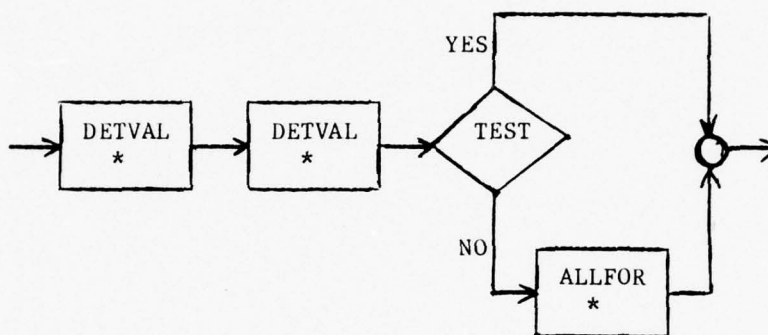 YES
DETVAL
*
DETVAL
*
TEST
NO
ALLFOR
*